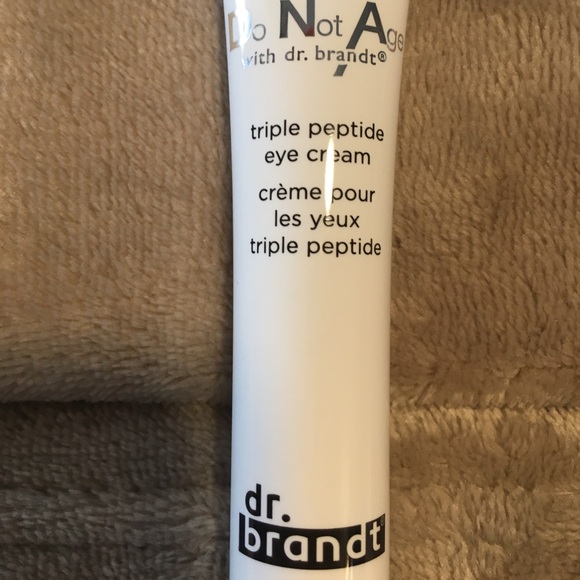 Do Not Age
with dr. brandt®
triple peptide
eye cream
crème pour
les yeux
triple peptide
dr.
brandt®